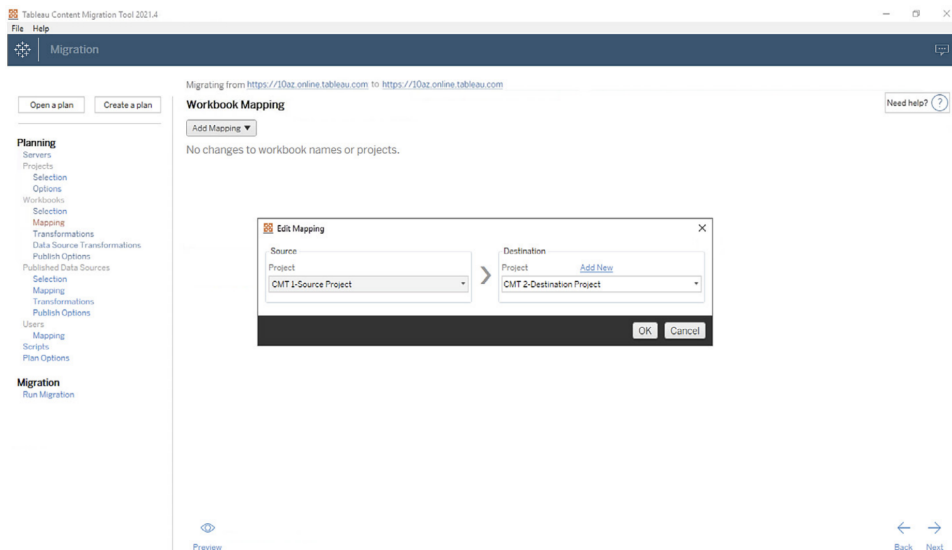 Tableau Content Migration Tool 2021.4
File Help
Migration
Open a plan Create a plan
Planning
Servers
Projects
Selection
Options
Workbooks
Selection
Mapping
Transformations
Data Source Transformations
Publish Options
Published Data Sources
Selection
Mapping
Transformations
Publish Options
Users
Mapping
Scripts
Plan Options
Migration
Run Migration
Migrating from https://10az.online.tableau.com to https://10az.online.tableau.com
Workbook Mapping
Need help? ?
Add Mapping ▼
No changes to workbook names or projects.
Edit Mapping
Source
Project
CMT 1-Source Project
Destination
Project Add New
CMT 2-Destination Project
OK Cancel
Preview
Back Next